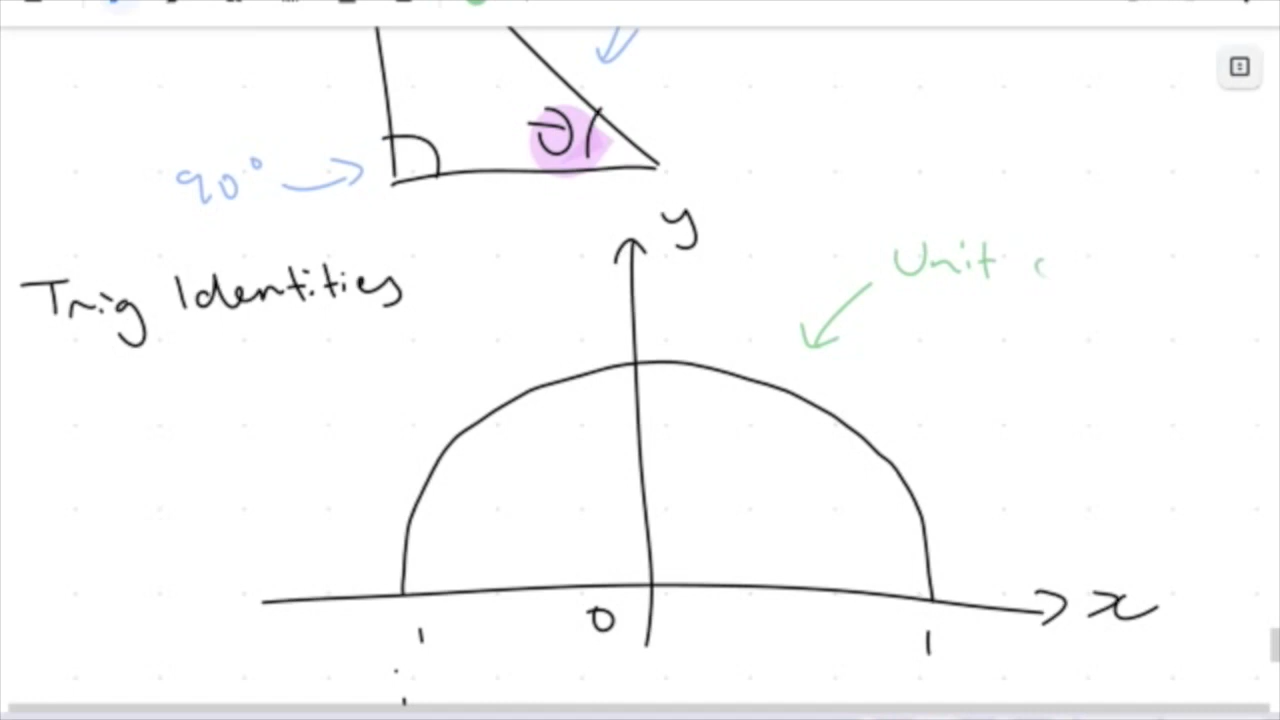 θ
90°
y
Unit c
Trig Identities
0
x
1
1